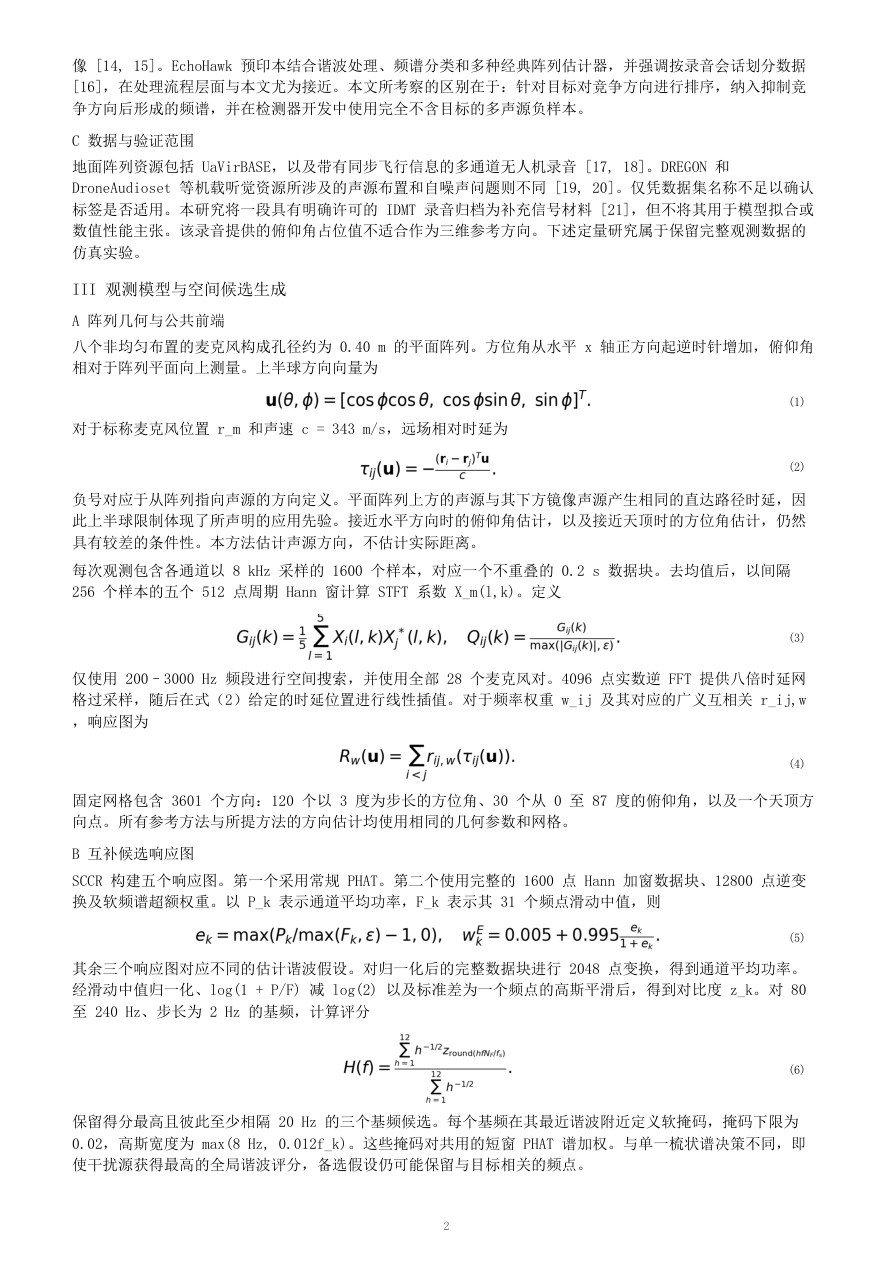 像 [14, 15]。EchoHawk 预印本结合谐波处理、频谱分类和多种经典阵列估计器，并强调按录音会话划分数据
[16]，在处理流程层面与本文尤为接近。本文所考察的区别在于：针对目标对竞争方向进行排序，纳入抑制竞
争方向后形成的频谱，并在检测器开发中使用完全不含目标的多声源负样本。
C 数据与验证范围
地面阵列资源包括 UaVirBASE，以及带有同步飞行信息的多通道无人机录音 [17, 18]。DREGON 和
DroneAudioset 等机载听觉资源所涉及的声源布置和自噪声问题则不同 [19, 20]。仅凭数据集名称不足以确认
标签是否适用。本研究将一段具有明确许可的 IDMT 录音归档为补充信号材料 [21]，但不将其用于模型拟合或
数值性能主张。该录音提供的俯仰角占位值不适合作为三维参考方向。下述定量研究属于保留完整观测数据的
仿真实验。
III 观测模型与空间候选生成
A 阵列几何与公共前端
八个非均匀布置的麦克风构成孔径约为 0.40 m 的平面阵列。方位角从水平 x 轴正方向起逆时针增加，俯仰角
相对于阵列平面向上测量。上半球方向向量为
u(θ, ϕ) = [cos ϕcos θ, cos ϕsin θ, sin ϕ]^T. (1)
对于标称麦克风位置 r_m 和声速 c = 343 m/s，远场相对时延为
τ_ij(u) = −(r_i − r_j)^T u / c. (2)
负号对应于从阵列指向声源的方向定义。平面阵列上方的声源与其下方镜像声源产生相同的直达路径时延，因
此上半球限制体现了所声明的应用先验。接近水平方向时的俯仰角估计，以及接近天顶时的方位角估计，仍然
具有较差的条件性。本方法估计声源方向，不估计实际距离。
每次观测包含各通道以 8 kHz 采样的 1600 个样本，对应一个不重叠的 0.2 s 数据块。去均值后，以间隔
256 个样本的五个 512 点周期 Hann 窗计算 STFT 系数 X_m(l,k)。定义
G_ij(k) = 1/5 ∑_{l=1}^{5} X_i(l, k)X_j^*(l, k), Q_ij(k) = G_ij(k) / max(|G_ij(k)|, ε). (3)
仅使用 200–3000 Hz 频段进行空间搜索，并使用全部 28 个麦克风对。4096 点实数逆 FFT 提供八倍时延网
格过采样，随后在式（2）给定的时延位置进行线性插值。对于频率权重 w_ij 及其对应的广义互相关 r_ij,w
，响应图为
R_w(u) = ∑_{i<j} r_{ij, w}(τ_ij(u)). (4)
固定网格包含 3601 个方向：120 个以 3 度为步长的方位角、30 个从 0 至 87 度的俯仰角，以及一个天顶方
向点。所有参考方法与所提方法的方向估计均使用相同的几何参数和网格。
B 互补候选响应图
SCCR 构建五个响应图。第一个采用常规 PHAT。第二个使用完整的 1600 点 Hann 加窗数据块、12800 点逆变
换及软频谱超额权重。以 P_k 表示通道平均功率，F_k 表示其 31 个频点滑动中值，则
e_k = max(P_k/max(F_k, ε) − 1, 0), w_k^E = 0.005 + 0.995 e_k / (1 + e_k). (5)
其余三个响应图对应不同的估计谐波假设。对归一化后的完整数据块进行 2048 点变换，得到通道平均功率。
经滑动中值归一化、log(1 + P/F) 减 log(2) 以及标准差为一个频点的高斯平滑后，得到对比度 z_k。对 80
至 240 Hz、步长为 2 Hz 的基频，计算评分
H(f) = ∑_{h=1}^{12} h^{−1/2} z_{round(hfN_F/f_s)} / ∑_{h=1}^{12} h^{−1/2}. (6)
保留得分最高且彼此至少相隔 20 Hz 的三个基频候选。每个基频在其最近谐波附近定义软掩码，掩码下限为
0.02，高斯宽度为 max(8 Hz, 0.012f_k)。这些掩码对共用的短窗 PHAT 谱加权。与单一梳状谱决策不同，即
使干扰源获得最高的全局谐波评分，备选假设仍可能保留与目标相关的频点。
2